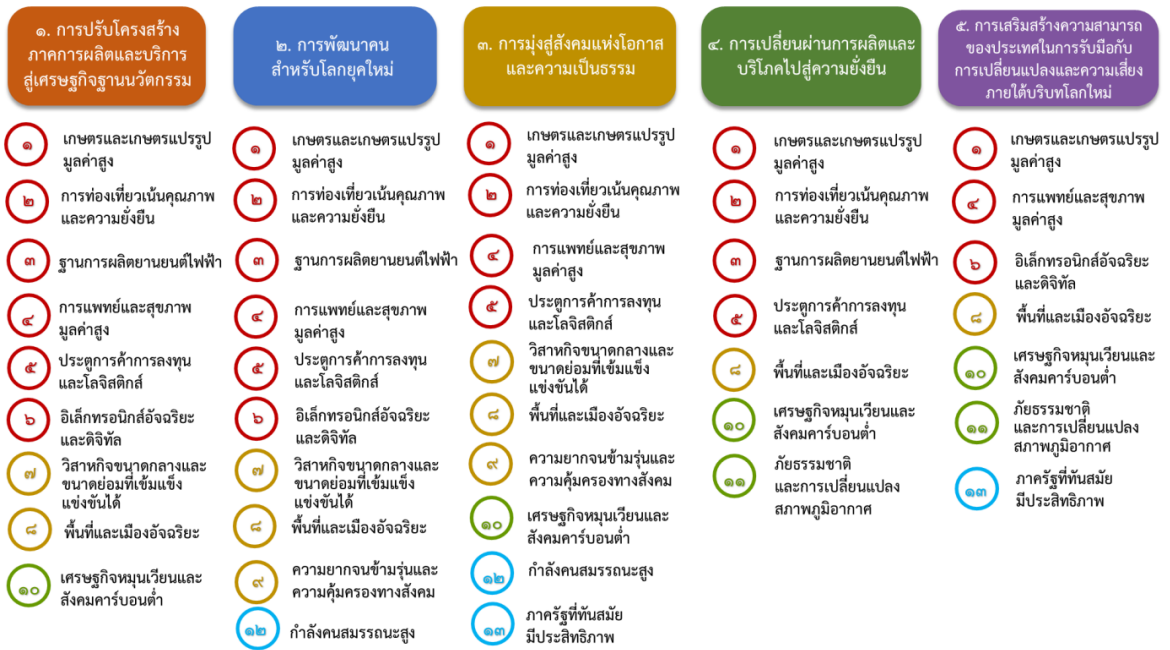 ๑. การปรับโครงสร้าง
ภาคการผลิตและบริการ
สู่เศรษฐกิจฐานนวัตกรรม
๑
เกษตรและเกษตรแปรรูป
มูลค่าสูง
๒
การท่องเที่ยวเน้นคุณภาพ
และความยั่งยืน
๓
ฐานการผลิตยานยนต์ไฟฟ้า
๔
การแพทย์และสุขภาพ
มูลค่าสูง
๕
ประตูการค้าการลงทุน
และโลจิสติกส์
๖
อิเล็กทรอนิกส์อัจฉริยะ
และดิจิทัล
๗
วิสาหกิจขนาดกลางและ
ขนาดย่อมที่เข้มแข็ง
แข่งขันได้
๘
พื้นที่และเมืองอัจฉริยะ
๑๐
เศรษฐกิจหมุนเวียนและ
สังคมคาร์บอนต่ำ
๒. การพัฒนาคน
สำหรับโลกยุคใหม่
๑
เกษตรและเกษตรแปรรูป
มูลค่าสูง
๒
การท่องเที่ยวเน้นคุณภาพ
และความยั่งยืน
๓
ฐานการผลิตยานยนต์ไฟฟ้า
๔
การแพทย์และสุขภาพ
มูลค่าสูง
๕
ประตูการค้าการลงทุน
และโลจิสติกส์
๖
อิเล็กทรอนิกส์อัจฉริยะ
และดิจิทัล
๗
วิสาหกิจขนาดกลางและ
ขนาดย่อมที่เข้มแข็ง
แข่งขันได้
๘
พื้นที่และเมืองอัจฉริยะ
๙
ความยากจนข้ามรุ่นและ
ความคุ้มครองทางสังคม
๑๒
กำลังคนสมรรถนะสูง
๓. การมุ่งสู่สังคมแห่งโอกาส
และความเป็นธรรม
๑
เกษตรและเกษตรแปรรูป
มูลค่าสูง
๒
การท่องเที่ยวเน้นคุณภาพ
และความยั่งยืน
๔
การแพทย์และสุขภาพ
มูลค่าสูง
๕
ประตูการค้าการลงทุน
และโลจิสติกส์
๗
วิสาหกิจขนาดกลางและ
ขนาดย่อมที่เข้มแข็ง
แข่งขันได้
๘
พื้นที่และเมืองอัจฉริยะ
๙
ความยากจนข้ามรุ่นและ
ความคุ้มครองทางสังคม
๑๐
เศรษฐกิจหมุนเวียนและ
สังคมคาร์บอนต่ำ
๑๒
กำลังคนสมรรถนะสูง
๑๓
ภาครัฐที่ทันสมัย
มีประสิทธิภาพ
๔. การเปลี่ยนผ่านการผลิตและ
บริโภคไปสู่ความยั่งยืน
๑
เกษตรและเกษตรแปรรูป
มูลค่าสูง
๒
การท่องเที่ยวเน้นคุณภาพ
และความยั่งยืน
๓
ฐานการผลิตยานยนต์ไฟฟ้า
๕
ประตูการค้าการลงทุน
และโลจิสติกส์
๘
พื้นที่และเมืองอัจฉริยะ
๑๐
เศรษฐกิจหมุนเวียนและ
สังคมคาร์บอนต่ำ
๑๑
ภัยธรรมชาติ
และการเปลี่ยนแปลง
สภาพภูมิอากาศ
๕. การเสริมสร้างความสามารถ
ของประเทศในการรับมือกับ
การเปลี่ยนแปลงและความเสี่ยง
ภายใต้บริบทโลกใหม่
๑
เกษตรและเกษตรแปรรูป
มูลค่าสูง
๔
การแพทย์และสุขภาพ
มูลค่าสูง
๖
อิเล็กทรอนิกส์อัจฉริยะ
และดิจิทัล
๘
พื้นที่และเมืองอัจฉริยะ
๑๐
เศรษฐกิจหมุนเวียนและ
สังคมคาร์บอนต่ำ
๑๑
ภัยธรรมชาติ
และการเปลี่ยนแปลง
สภาพภูมิอากาศ
๑๓
ภาครัฐที่ทันสมัย
มีประสิทธิภาพ